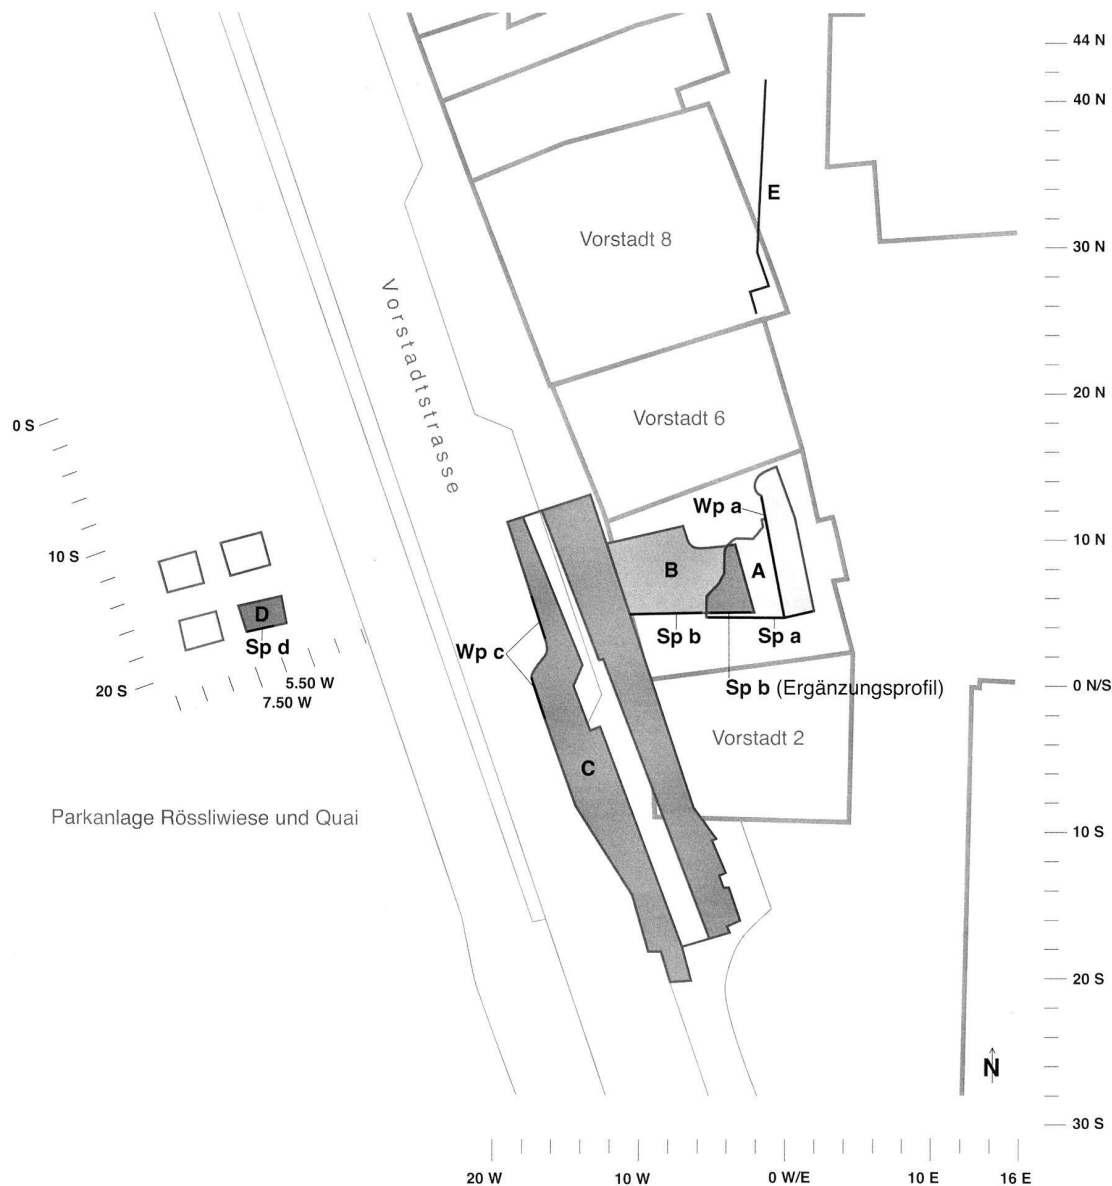 44 N
40 N
E
Vorstadt 8
30 N
Vorstadtstrasse
20 N
0 S
Vorstadt 6
Wp a
10 N
10 S
B
A
D
Sp d
Sp b
Sp a
Wp c
5.50 W
20 S
7.50 W
Sp b (Ergänzungsprofil)
0 N/S
Vorstadt 2
C
Parkanlage Rössliwiese und Quai
10 S
20 S
N
30 S
20 W
10 W
0 W/E
10 E
16 E